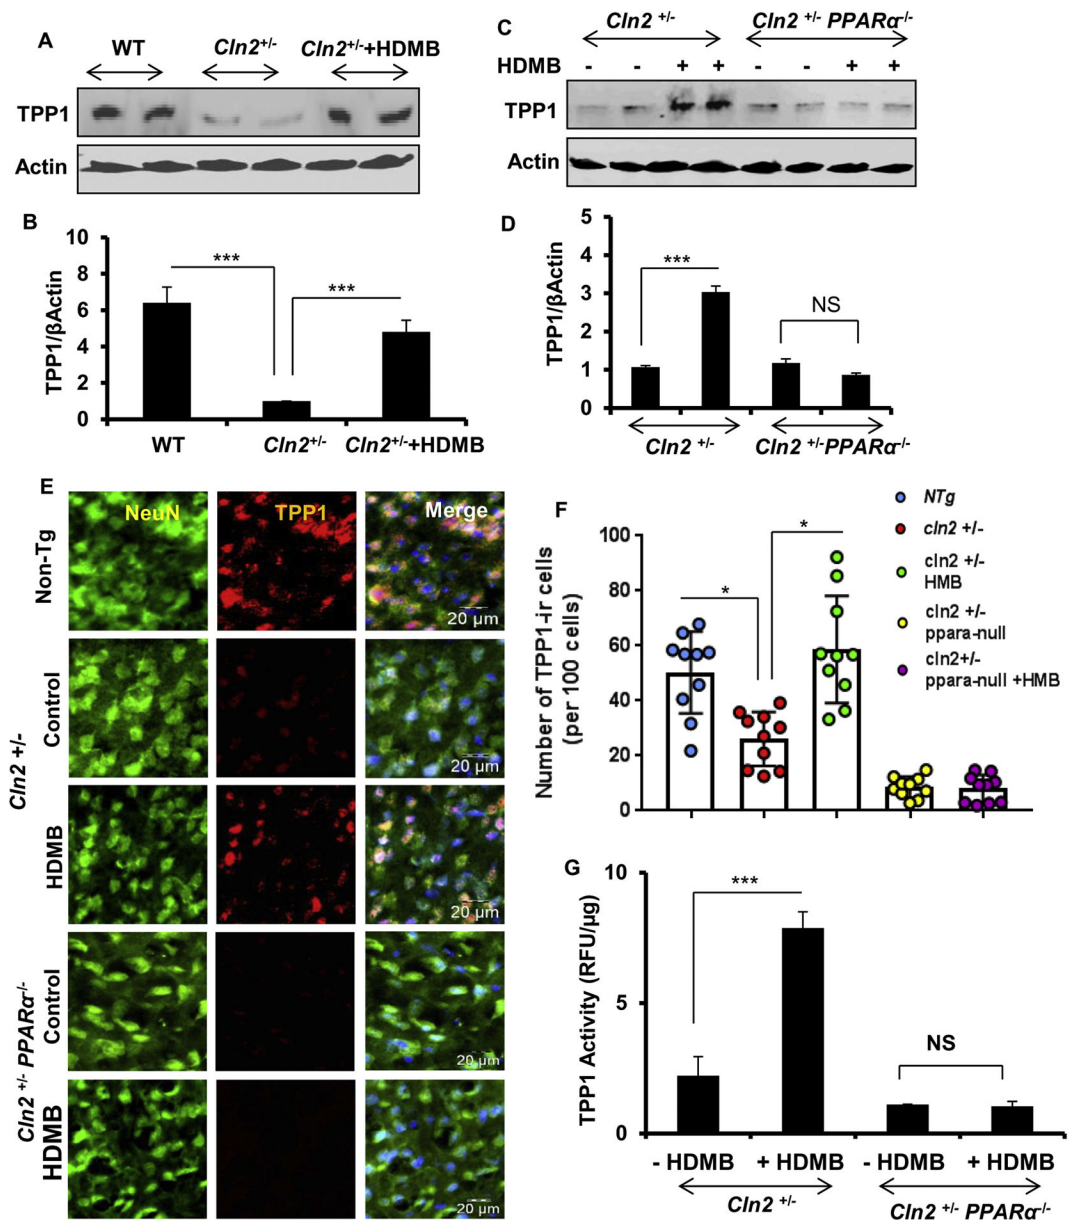 A
WT
Cln2+/-
Cln2+/-+HDMB
TPP1
Actin
B
TPP1/βActin
10
8
6
4
2
0
***
***
WT
Cln2+/-
Cln2+/-+HDMB
C
Cln2 +/-
Cln2 +/- PPARα-/-
HDMB - - + + - - + +
TPP1
Actin
D
TPP1/βActin
5
4
3
2
1
0
***
NS
Cln2 +/-
Cln2 +/-PPARα-/-
E
NeuN
TPP1
Merge
Non-Tg
20 µm
Cln2 +/-
Control
20 µm
HDMB
20 µm
Cln2 +/- PPARα-/-
Control
20 µm
HDMB
20 µm
F
Number of TPP1-ir cells
(per 100 cells)
100
80
60
40
20
0
*
*
NTg
cln2 +/-
cln2 +/-
HMB
cln2 +/-
ppara-null
cln2+/-
ppara-null +HMB
G
TPP1 Activity (RFU/µg)
10
5
0
***
NS
- HDMB
+ HDMB
- HDMB
+ HDMB
Cln2 +/-
Cln2 +/- PPARα-/-